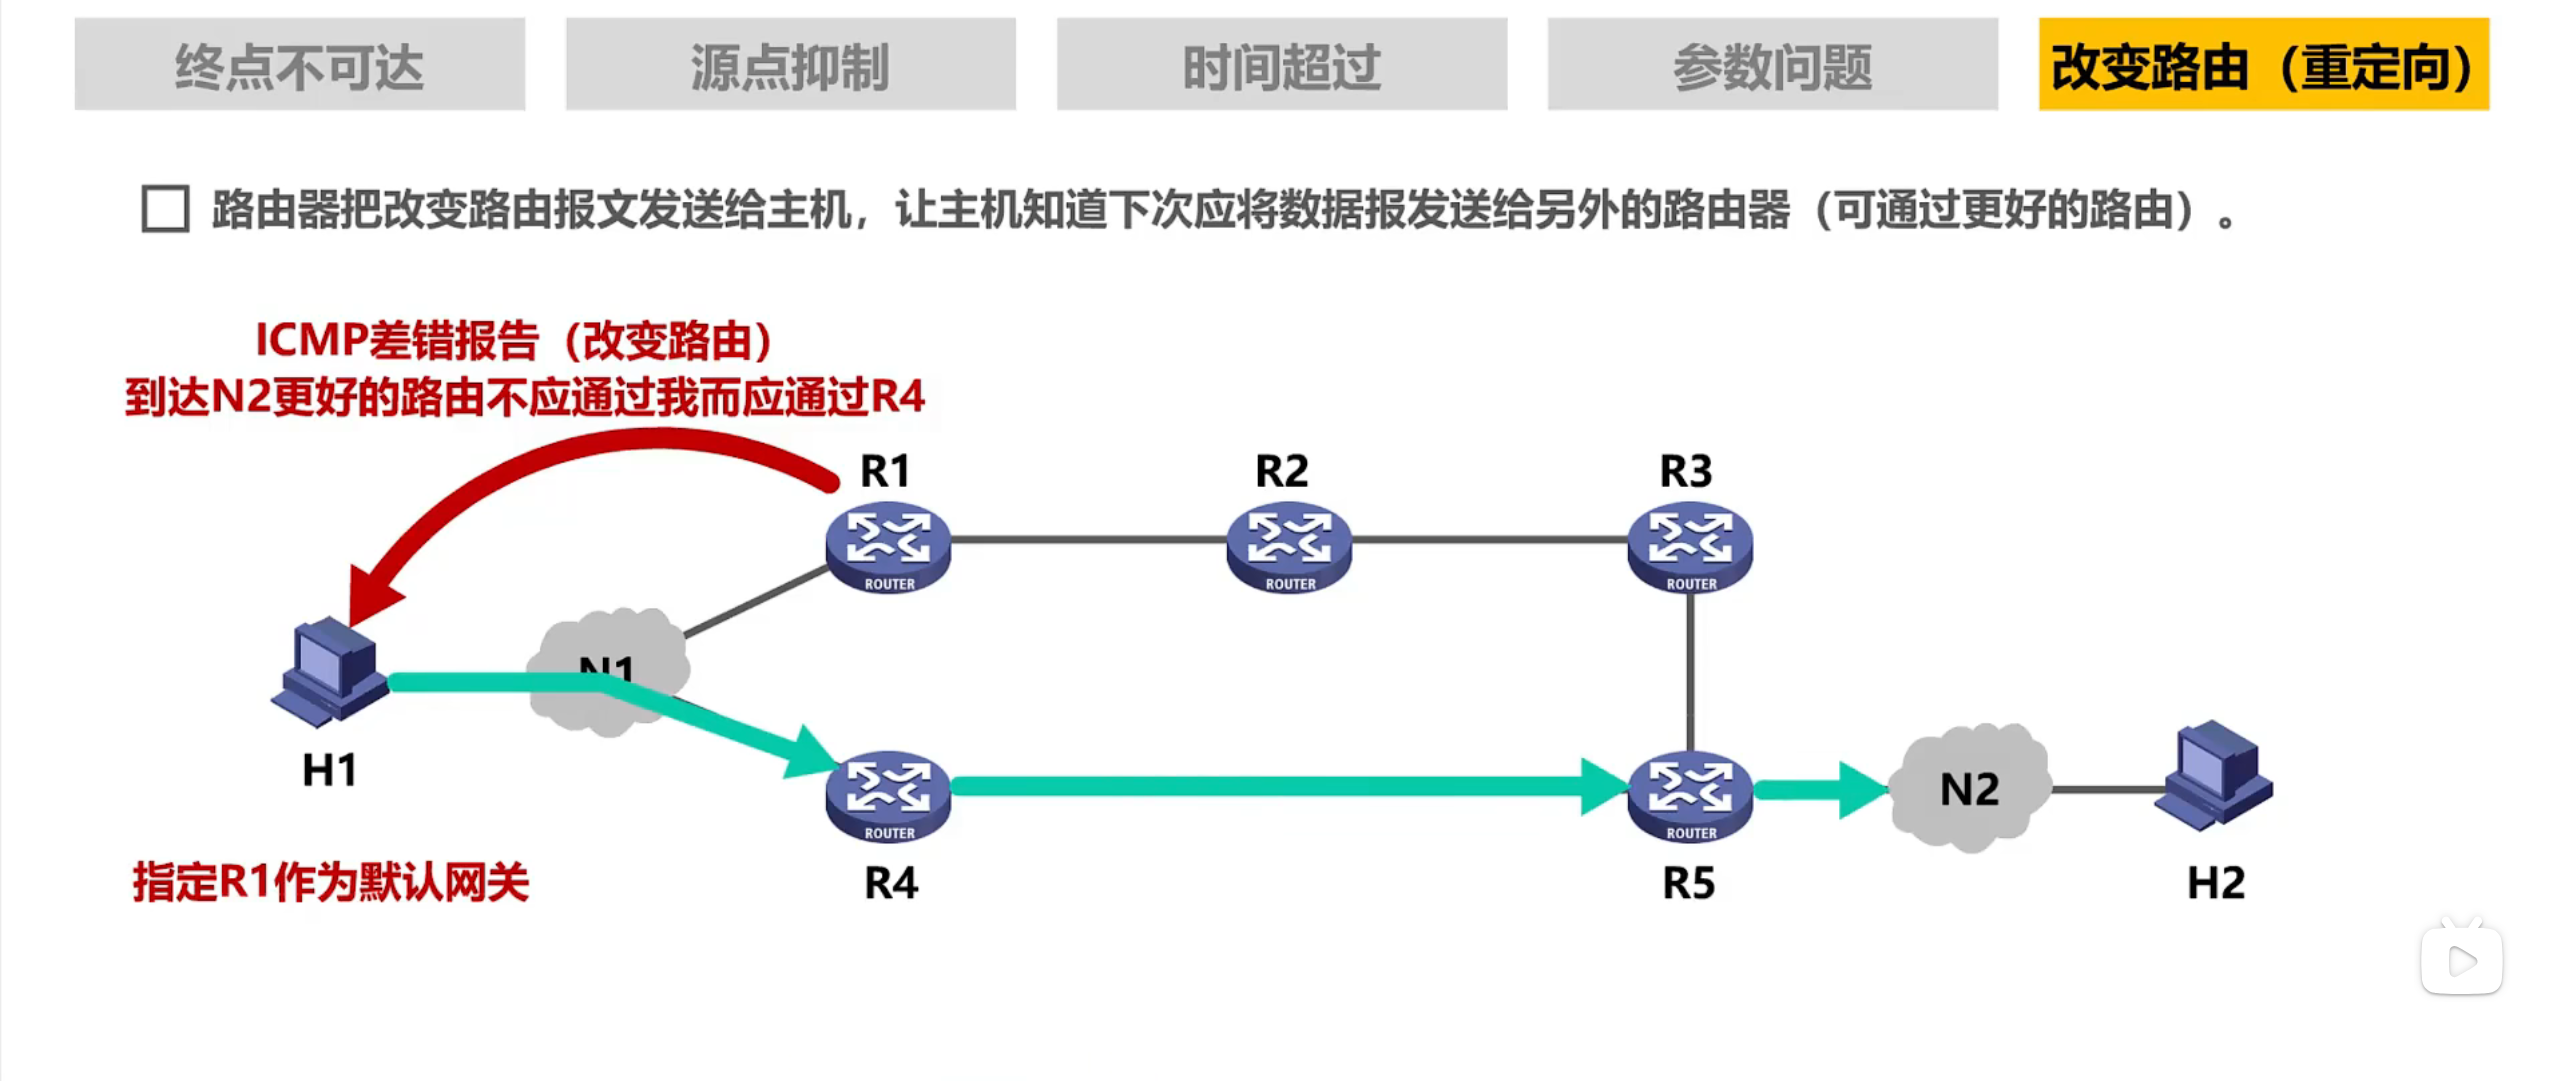 终点不可达
源点抑制
时间超过
参数问题
改变路由（重定向）
路由器把改变路由报文发送给主机，让主机知道下次应将数据报发送给另外的路由器（可通过更好的路由）。
ICMP差错报告（改变路由）
到达N2更好的路由不应通过我而应通过R4
R1
R2
R3
ROUTER
ROUTER
ROUTER
N1
H1
ROUTER
ROUTER
N2
指定R1作为默认网关
R4
R5
H2